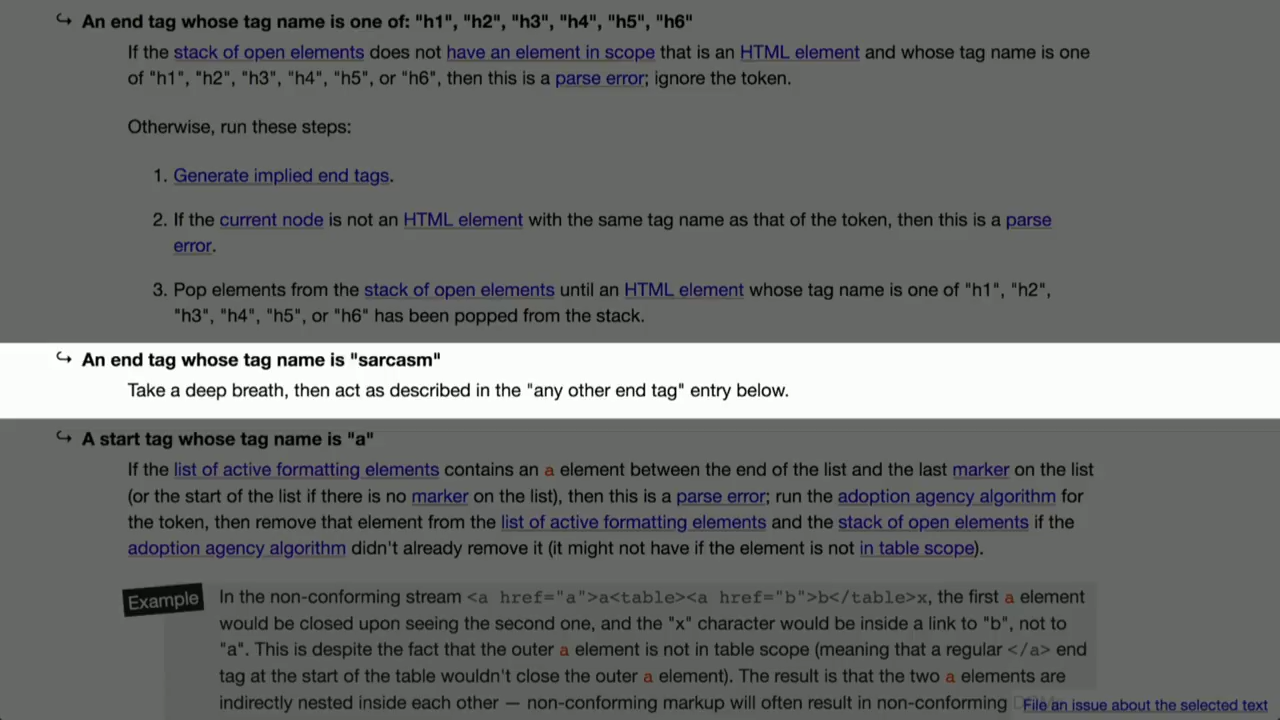 ↪ An end tag whose tag name is one of: "h1", "h2", "h3", "h4", "h5", "h6"
If the stack of open elements does not have an element in scope that is an HTML element and whose tag name is one
of "h1", "h2", "h3", "h4", "h5", or "h6", then this is a parse error; ignore the token.
Otherwise, run these steps:
1. Generate implied end tags.
2. If the current node is not an HTML element with the same tag name as that of the token, then this is a parse
error.
3. Pop elements from the stack of open elements until an HTML element whose tag name is one of "h1", "h2",
"h3", "h4", "h5", or "h6" has been popped from the stack.
↪ An end tag whose tag name is "sarcasm"
Take a deep breath, then act as described in the "any other end tag" entry below.
↪ A start tag whose tag name is "a"
If the list of active formatting elements contains an a element between the end of the list and the last marker on the list
(or the start of the list if there is no marker on the list), then this is a parse error; run the adoption agency algorithm for
the token, then remove that element from the list of active formatting elements and the stack of open elements if the
adoption agency algorithm didn't already remove it (it might not have if the element is not in table scope).
Example
In the non-conforming stream <a href="a">a<table><a href="b">b</table>x, the first a element
would be closed upon seeing the second one, and the "x" character would be inside a link to "b", not to
"a". This is despite the fact that the outer a element is not in table scope (meaning that a regular </a> end
tag at the start of the table wouldn't close the outer a element). The result is that the two a elements are
indirectly nested inside each other — non-conforming markup will often result in non-conforming
File an issue about the selected text